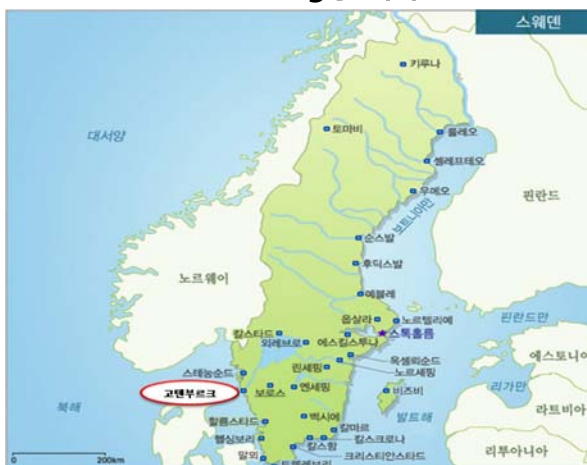 스웨덴
키루나
대서양
토마비
룰레오
셸레프테오
우메오
핀란드
보트니아만
순스발
노르웨이
후딕스발
예블레
웁살라
노르텔리예
핀란드만
칼스타드
스톡홀름
외레브로
에스킬스투나
에스토니아
옥셀뢰순드
스테눙순드
린셰핑
노르셰핑
리가만
고텐부르크
보로스
옌셰핑
비즈비
북해
벡시에
발트해
라트비아
할름스타드
칼마르
헬싱보리
칼스크로나
칼스함
말뫼
크리스티안스타드
리투아니아
트렐레보리
0
200km